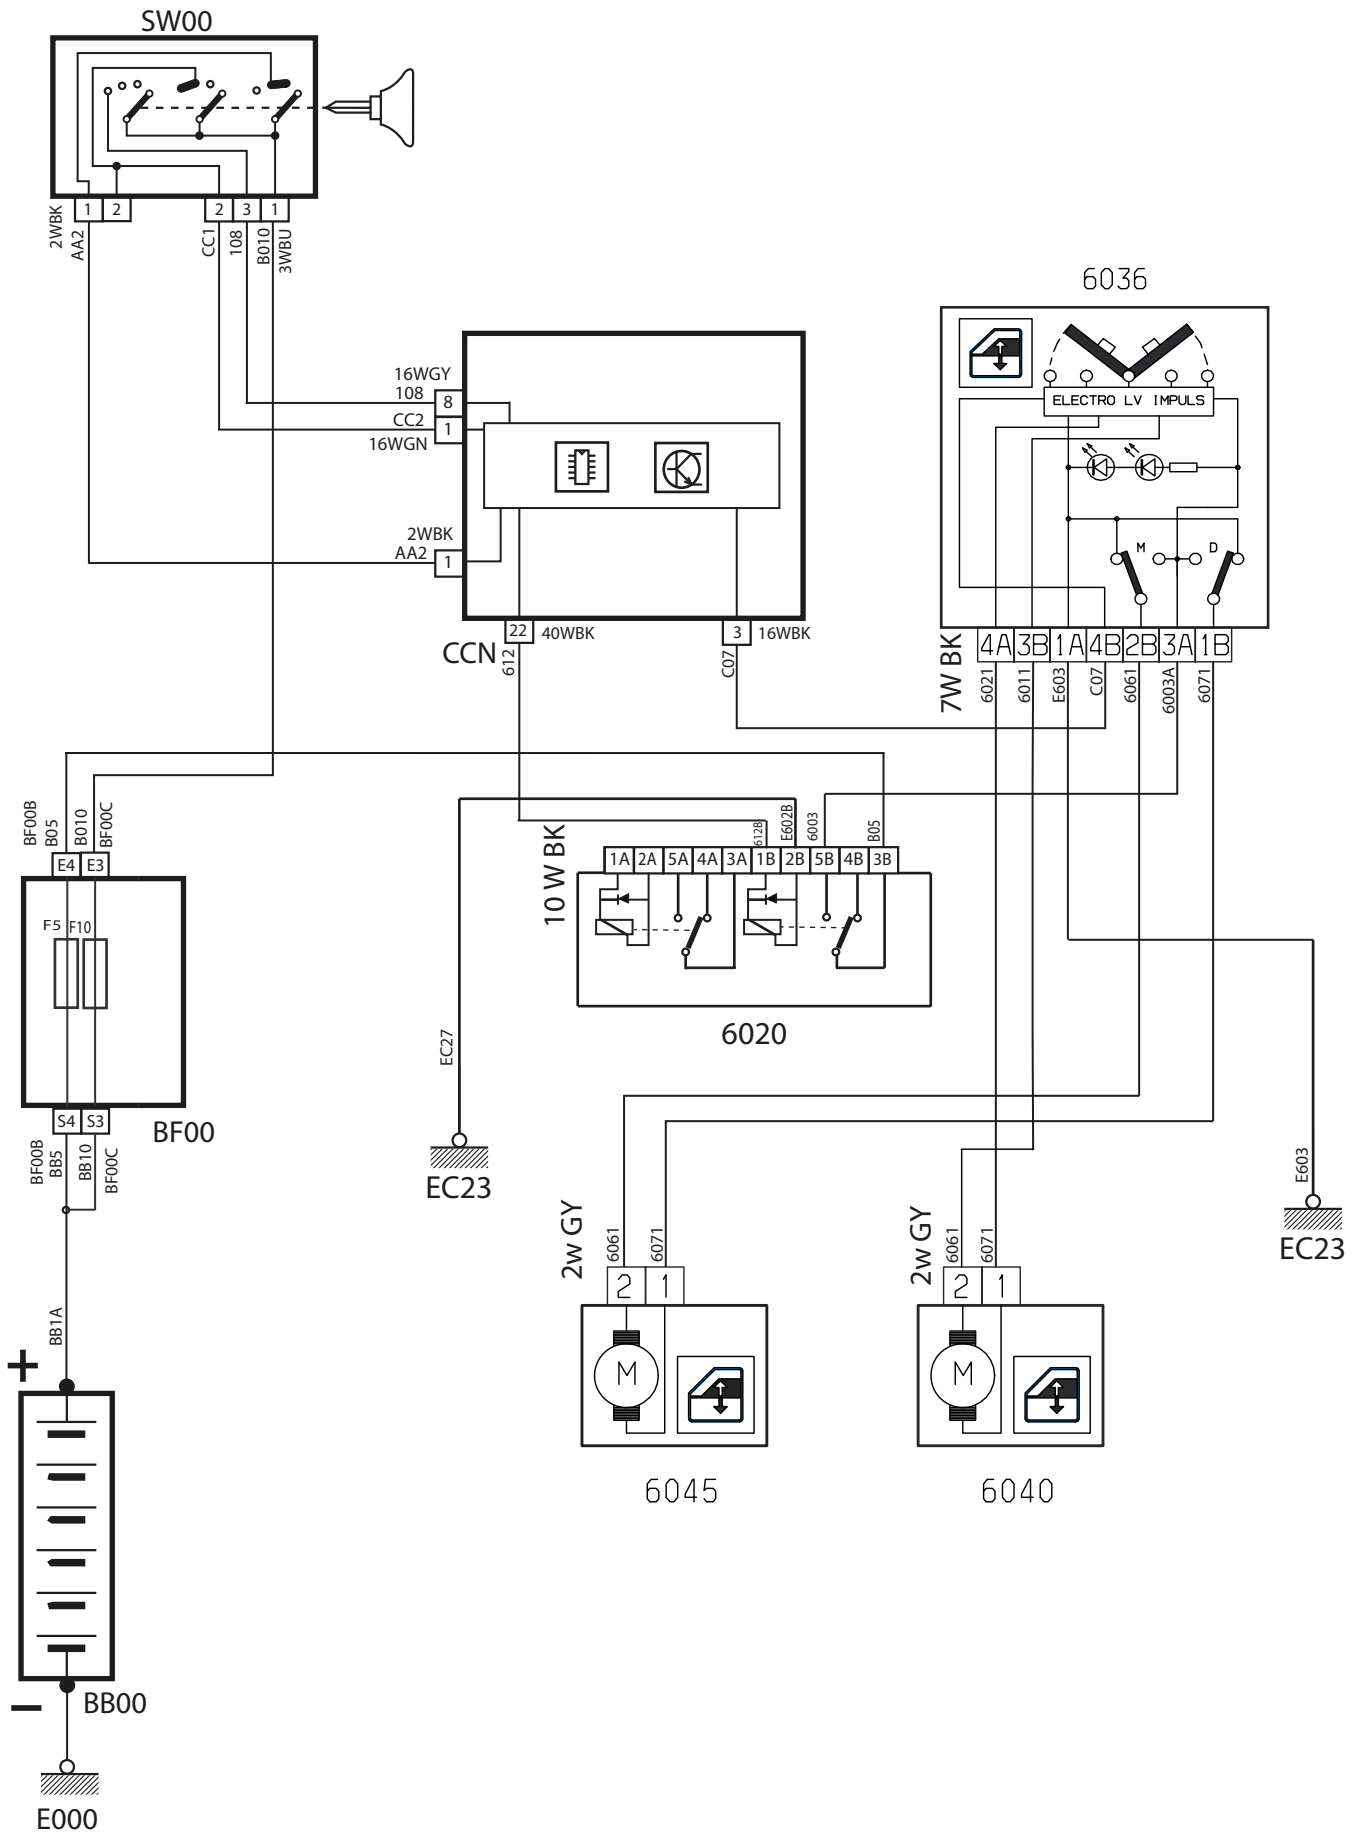 SW00
1 2 2 3 1
2WBK
AA2
CC1
108
B010
3WBU
6036
ELECTRO LV IMPULS
M D
4A 3B 1A 4B 2B 3A 1B
7W BK
6021
6011
E603
C07
6061
6003A
6071
16WGY
108 8
CC2 1
16WGN
2WBK
AA2 1
22 40WBK
3 16WBK
CCN
612
C07
BF00B
B05
B010
BF00C
E4 E3
F5 F10
S4 S3
BF00
BF00B
BB5
BB10
BF00C
10 W BK
612B
E602B
6003
B05
1A 2A 5A 4A 3A 1B 2B 5B 4B 3B
6020
EC27
EC23
E603
EC23
2w GY
6061
6071
2 1
M
6045
2w GY
6061
6071
2 1
M
6040
BB1A
+
−
BB00
E000